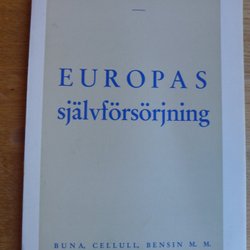 EUROPAS
självförsörjning
BUNA, CELLULL, BENSIN M. M.